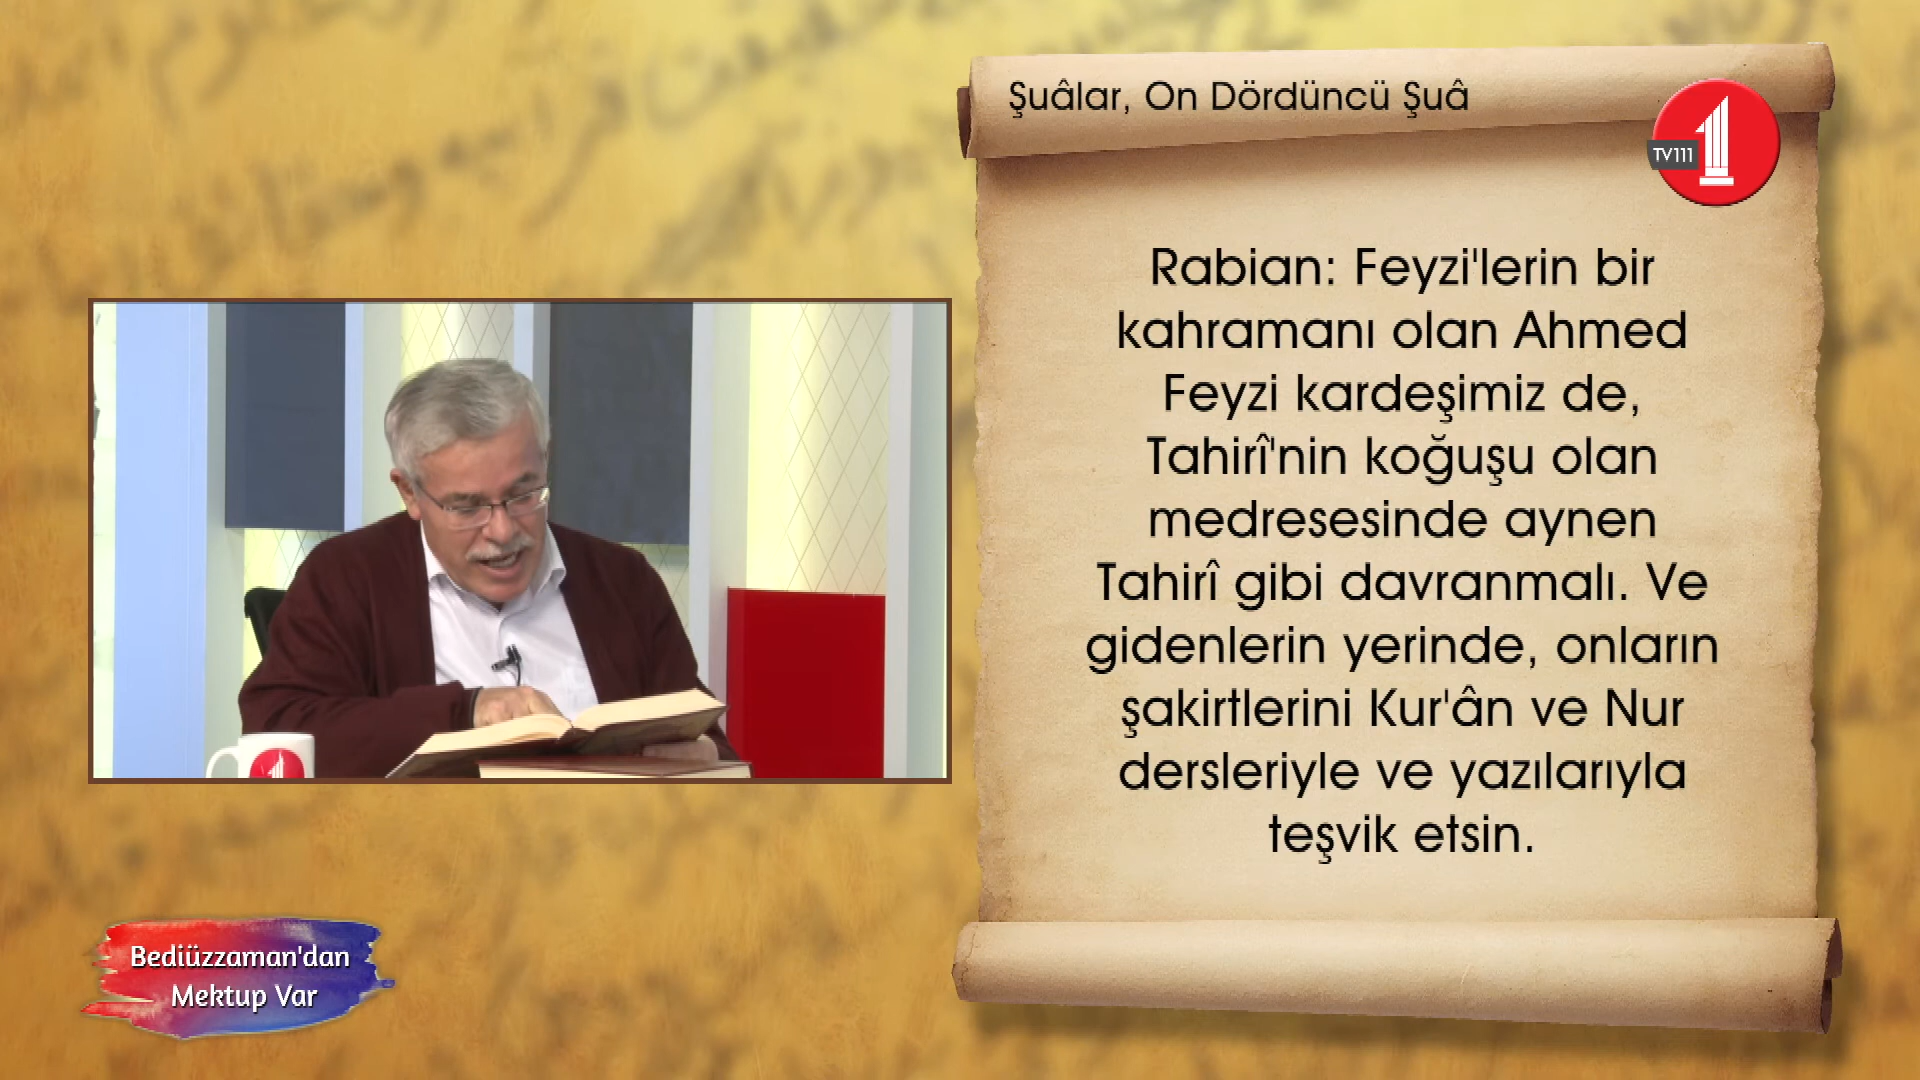 Şuâlar, On Dördüncü Şuâ
TV111
Rabian: Feyzi'lerin bir
kahramanı olan Ahmed
Feyzi kardeşimiz de,
Tahirî'nin koğuşu olan
medresesinde aynen
Tahirî gibi davranmalı. Ve
gidenlerin yerinde, onların
şakirtlerini Kur'ân ve Nur
dersleriyle ve yazılarıyla
teşvik etsin.
Bediüzzaman'dan
Mektup Var